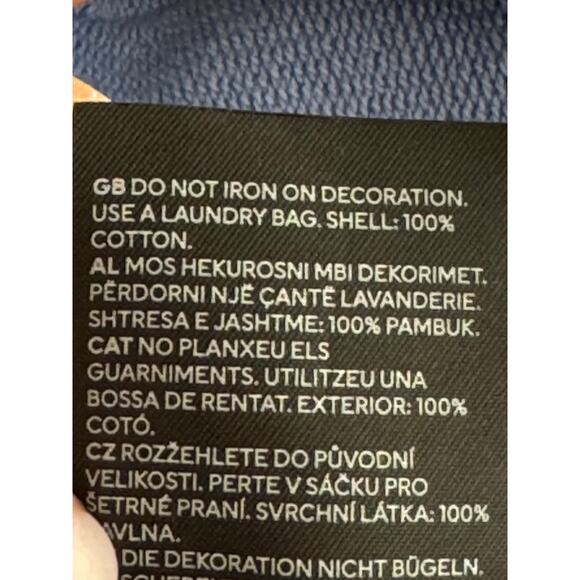 GB DO NOT IRON ON DECORATION.
USE A LAUNDRY BAG. SHELL: 100%
COTTON.
AL MOS HEKUROSNI MBI DEKORIMET.
PËRDORNI NJË ÇANTË LAVANDERIE.
SHTRESA E JASHTME: 100% PAMBUK.
CAT NO PLANXEU ELS
GUARNIMENTS. UTILITZEU UNA
BOSSA DE RENTAT. EXTERIOR: 100%
COTÓ.
CZ ROZŽEHLETE DO PŮVODNÍ
VELIKOSTI. PERTE V SÁČKU PRO
ŠETRNÉ PRANÍ. SVRCHNÍ LÁTKA: 100%
AVLNA.
DIE DEKORATION NICHT BÜGELN.